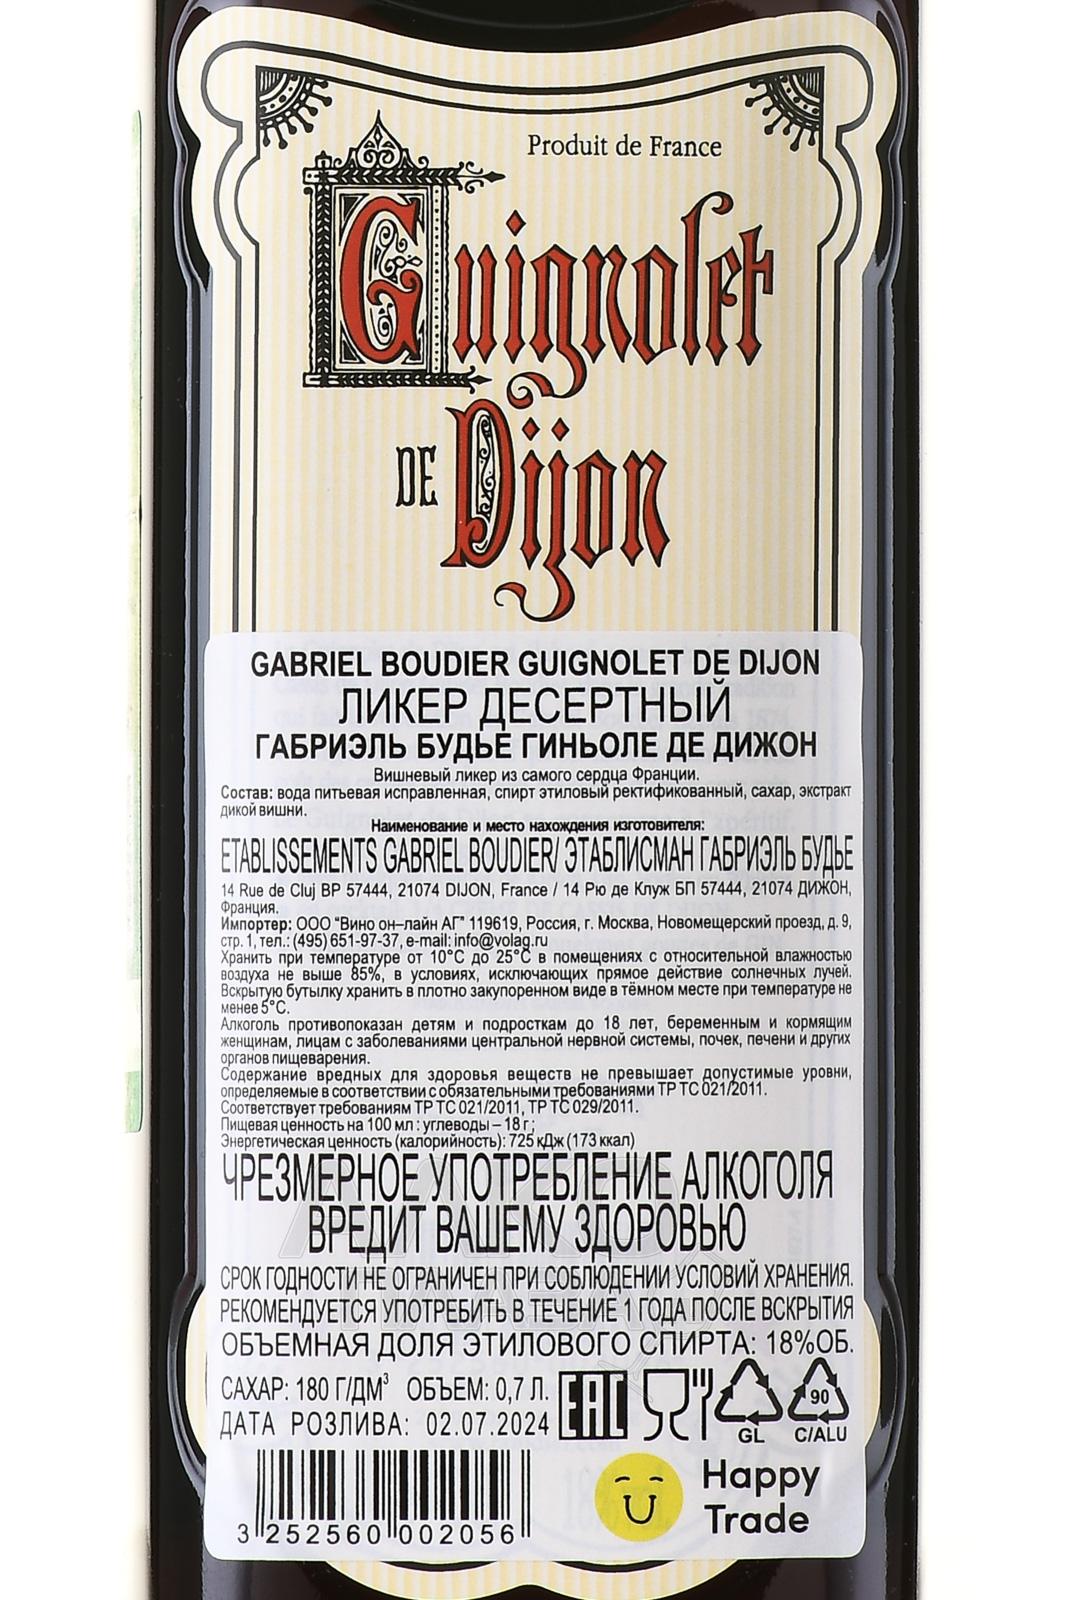 Produit de France
Guignolet
DE Dijon
GABRIEL BOUDIER GUIGNOLET DE DIJON
ЛИКЕР ДЕСЕРТНЫЙ
ГАБРИЭЛЬ БУДЬЕ ГИНЬОЛЕ ДЕ ДИЖОН
Вишневый ликер из самого сердца Франции.
Состав: вода питьевая исправленная, спирт этиловый ректификованный, сахар, экстракт
дикой вишни.
Наименование и место нахождения изготовителя:
ETABLISSEMENTS GABRIEL BOUDIER/ ЭТАБЛИСМАН ГАБРИЭЛЬ БУДЬЕ
14 Rue de Cluj BP 57444, 21074 DIJON, France / 14 Рю де Клуж БП 57444, 21074 ДИЖОН,
Франция.
Импортер: ООО "Вино он–лайн АГ" 119619, Россия, г. Москва, Новомещерский проезд, д. 9,
стр. 1, тел.: (495) 651-97-37, e-mail: info@volag.ru
Хранить при температуре от 10°С до 25°С в помещениях с относительной влажностью
воздуха не выше 85%, в условиях, исключающих прямое действие солнечных лучей.
Вскрытую бутылку хранить в плотно закупоренном виде в тёмном месте при температуре не
менее 5°С.
Алкоголь противопоказан детям и подросткам до 18 лет, беременным и кормящим
женщинам, лицам с заболеваниями центральной нервной системы, почек, печени и других
органов пищеварения.
Содержание вредных для здоровья веществ не превышает допустимые уровни,
определяемые в соответствии с обязательными требованиями ТР ТС 021/2011.
Соответствует требованиям ТР ТС 021/2011, ТР ТС 029/2011.
Пищевая ценность на 100 мл : углеводы – 18 г ;
Энергетическая ценность (калорийность): 725 кДж (173 ккал)
ЧРЕЗМЕРНОЕ УПОТРЕБЛЕНИЕ АЛКОГОЛЯ
ВРЕДИТ ВАШЕМУ ЗДОРОВЬЮ
СРОК ГОДНОСТИ НЕ ОГРАНИЧЕН ПРИ СОБЛЮДЕНИИ УСЛОВИЙ ХРАНЕНИЯ.
РЕКОМЕНДУЕТСЯ УПОТРЕБИТЬ В ТЕЧЕНИЕ 1 ГОДА ПОСЛЕ ВСКРЫТИЯ
ОБЪЕМНАЯ ДОЛЯ ЭТИЛОВОГО СПИРТА: 18%ОБ.
САХАР: 180 Г/ДМ³ ОБЪЕМ: 0,7 Л.
ДАТА РОЗЛИВА: 02.07.2024
EAC
GL
90
C/ALU
3 252560 002056
Happy
Trade